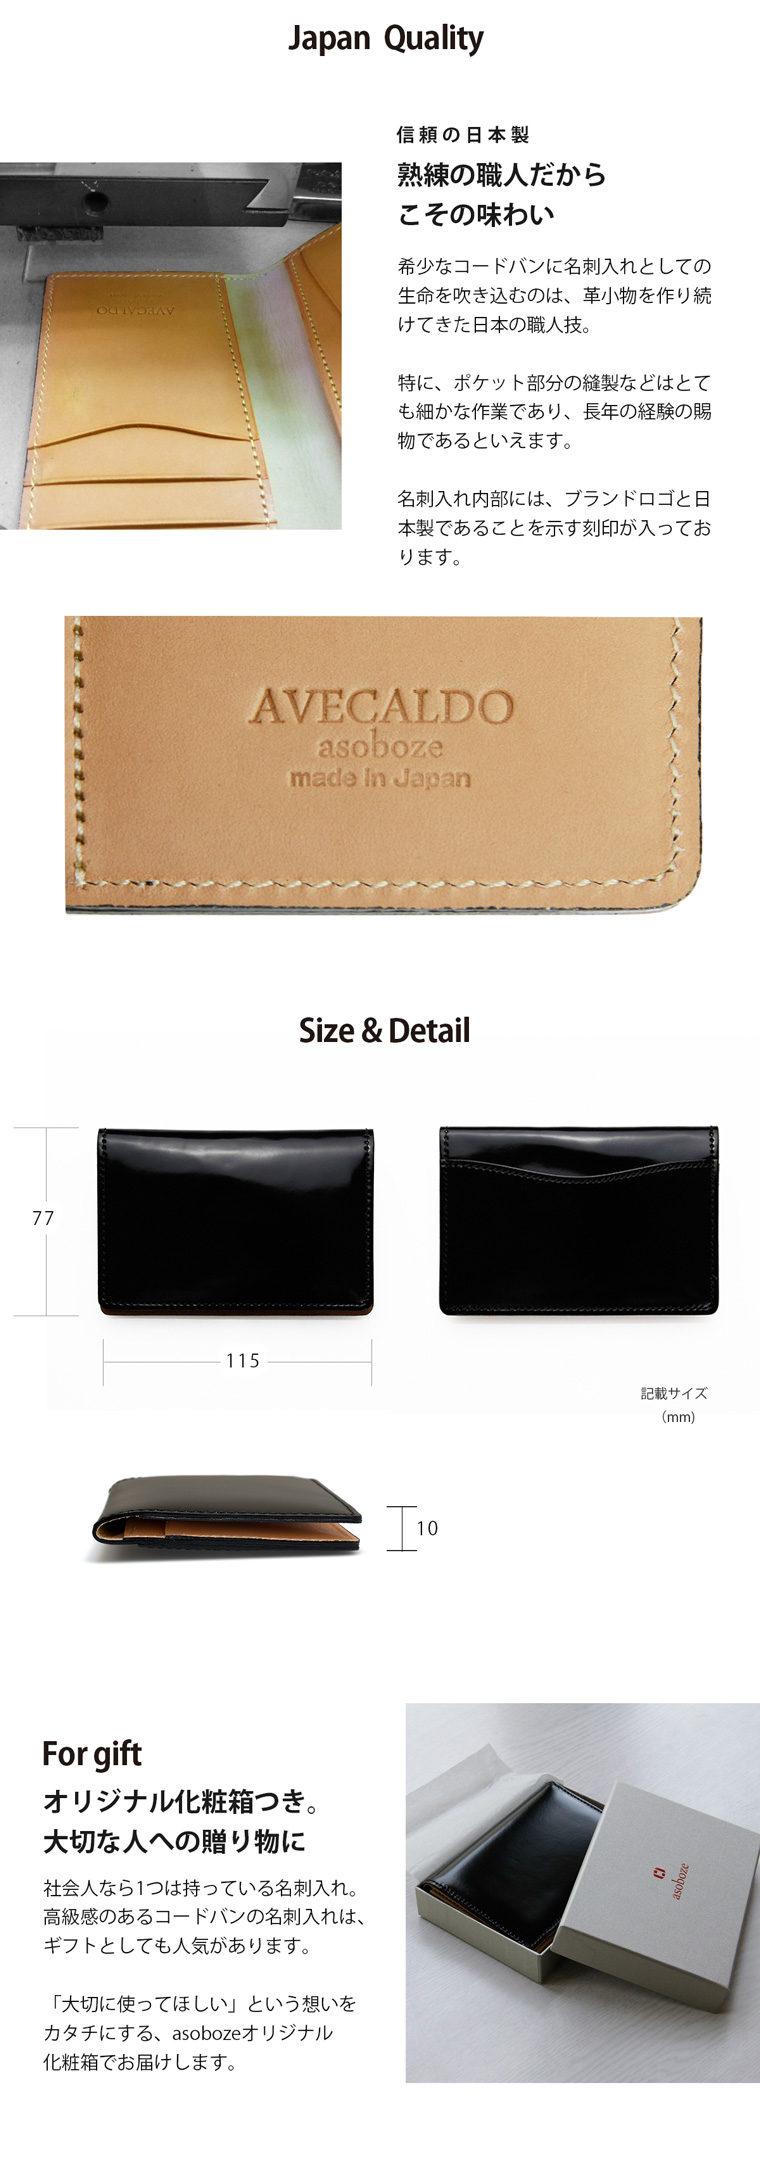 Japan Quality
信頼の日本製
熟練の職人だから
こその味わい
希少なコードバンに名刺入れとしての
生命を吹き込むのは、革小物を作り続
けてきた日本の職人技。
特に、ポケット部分の縫製などはとて
も細かな作業であり、長年の経験の賜
物であるといえます。
名刺入れ内部には、ブランドロゴと日
本製であることを示す刻印が入ってお
ります。
AVECALDO
AVECALDO
asoboze
made in Japan
Size & Detail
77
115
記載サイズ
（mm)
10
For gift
オリジナル化粧箱つき。
大切な人への贈り物に
社会人なら1つは持っている名刺入れ。
高級感のあるコードバンの名刺入れは、
ギフトとしても人気があります。
「大切に使ってほしい」という想いを
カタチにする、asobozeオリジナル
化粧箱でお届けします。
asoboze